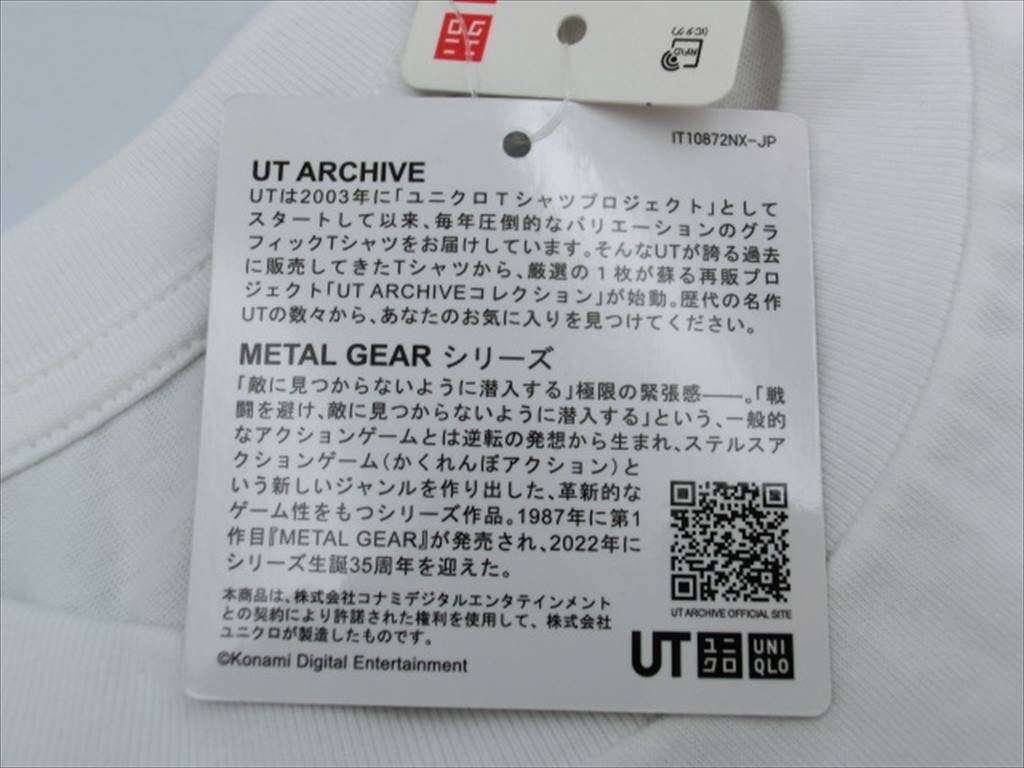 RFID
(ICタグ)
IT10872NX-JP
UT ARCHIVE
UTは2003年に「ユニクロTシャツプロジェクト」として
スタートして以来、毎年圧倒的なバリエーションのグラ
フィックTシャツをお届けしています。そんなUTが誇る過去
に販売してきたTシャツから、厳選の1枚が蘇る再販プロ
ジェクト「UT ARCHIVEコレクション」が始動。歴代の名作
UTの数々から、あなたのお気に入りを見つけてください。
METAL GEAR シリーズ
「敵に見つからないように潜入する」極限の緊張感――。「戦
闘を避け、敵に見つからないように潜入する」という、一般的
なアクションゲームとは逆転の発想から生まれ、ステルスア
クションゲーム(かくれんぼアクション)と
いう新しいジャンルを作り出した、革新的な
ゲーム性をもつシリーズ作品。1987年に第1
作目『METAL GEAR』が発売され、2022年に
シリーズ生誕35周年を迎えた。
UT ARCHIVE OFFICIAL SITE
本商品は、株式会社コナミデジタルエンタテインメント
との契約により許諾された権利を使用して、株式会社
ユニクロが製造したものです。
©Konami Digital Entertainment
UT ユニクロ UNIQLO